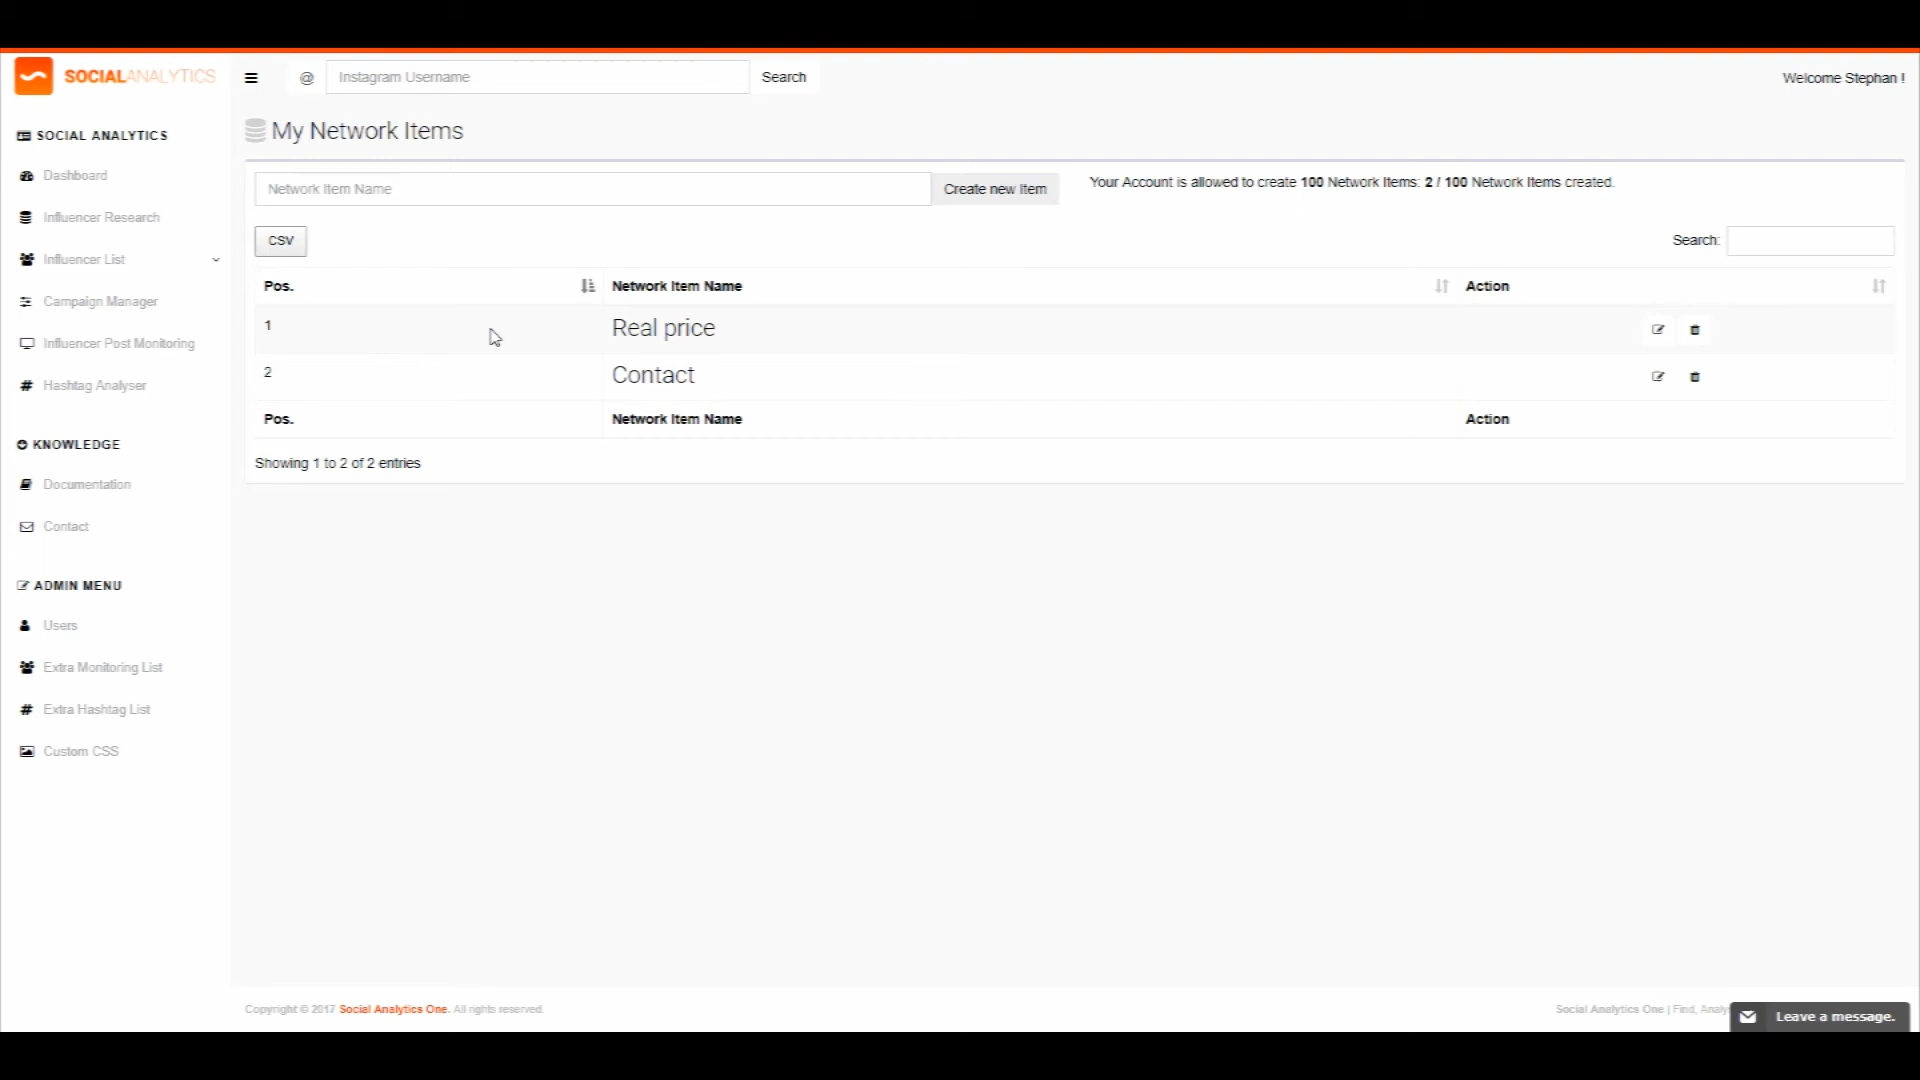 SOCIALANALYTICS
@ Instagram Username Search
Welcome Stephan !
SOCIAL ANALYTICS
Dashboard
Influencer Research
Influencer List
Campaign Manager
Influencer Post Monitoring
# Hashtag Analyser
KNOWLEDGE
Documentation
Contact
ADMIN MENU
Users
Extra Monitoring List
# Extra Hashtag List
Custom CSS
My Network Items
Network Item Name Create new Item
Your Account is allowed to create 100 Network Items: 2 / 100 Network Items created.
CSV
Search:
Pos. Network Item Name Action
1 Real price
2 Contact
Pos. Network Item Name Action
Showing 1 to 2 of 2 entries
Copyright © 2017 Social Analytics One. All rights reserved.
Social Analytics One | Find,
Leave a message.